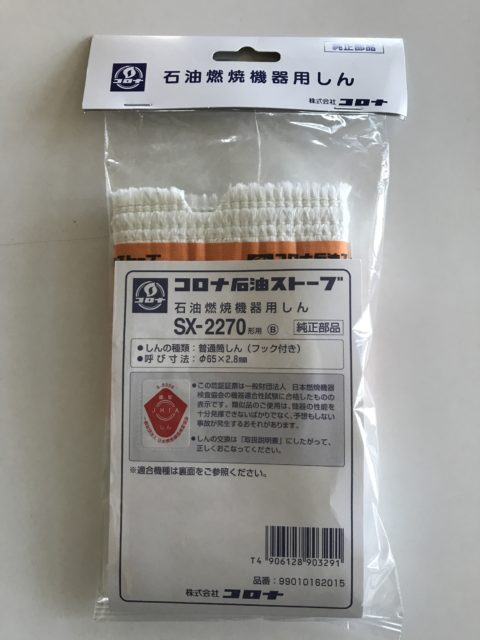 コロナ
純正部品
石油燃焼機器用しん
株式会社 コロナ
コロナ
コロナ石油ストーブ
石油燃焼機器用しん
SX-2270形用 Ⓑ 純正部品
●しんの種類：普通筒しん（フック付き）
●呼び寸法：φ65×2.8mm
JHIA
しん
●この認証証票は一般財団法人 日本燃焼機器
検査協会の機器適合性試験に合格したものの
表示です。類似品のご使用は、機器の性能を
十分発揮できないばかりでなく、予想もしない
事故が発生するおそれがあります。
●しんの交換は「取扱説明書」にしたがって、
正しくおこなってください。
※適合機種は裏面をご参照ください。
T4 906128 903291
品番：99010162015
株式会社 コロナ